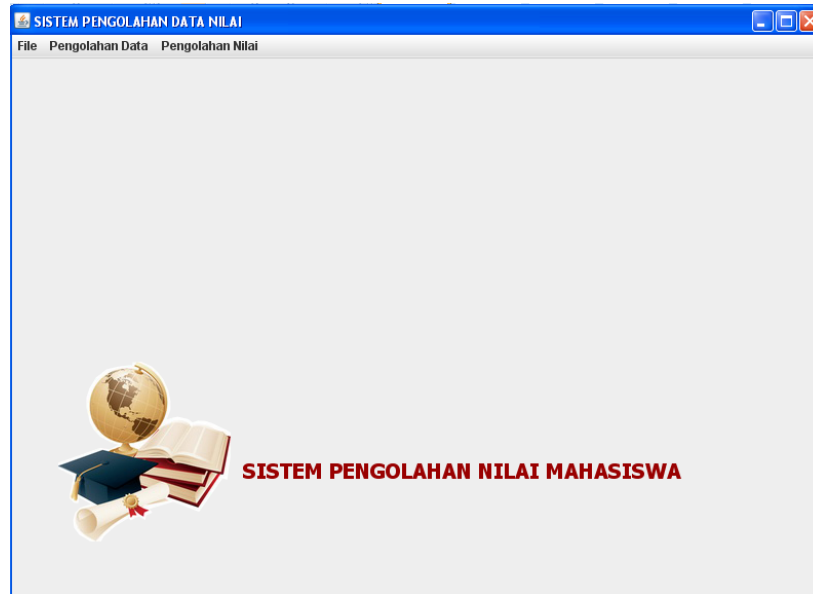 SISTEM PENGOLAHAN DATA NILAI
File Pengolahan Data Pengolahan Nilai
SISTEM PENGOLAHAN NILAI MAHASISWA